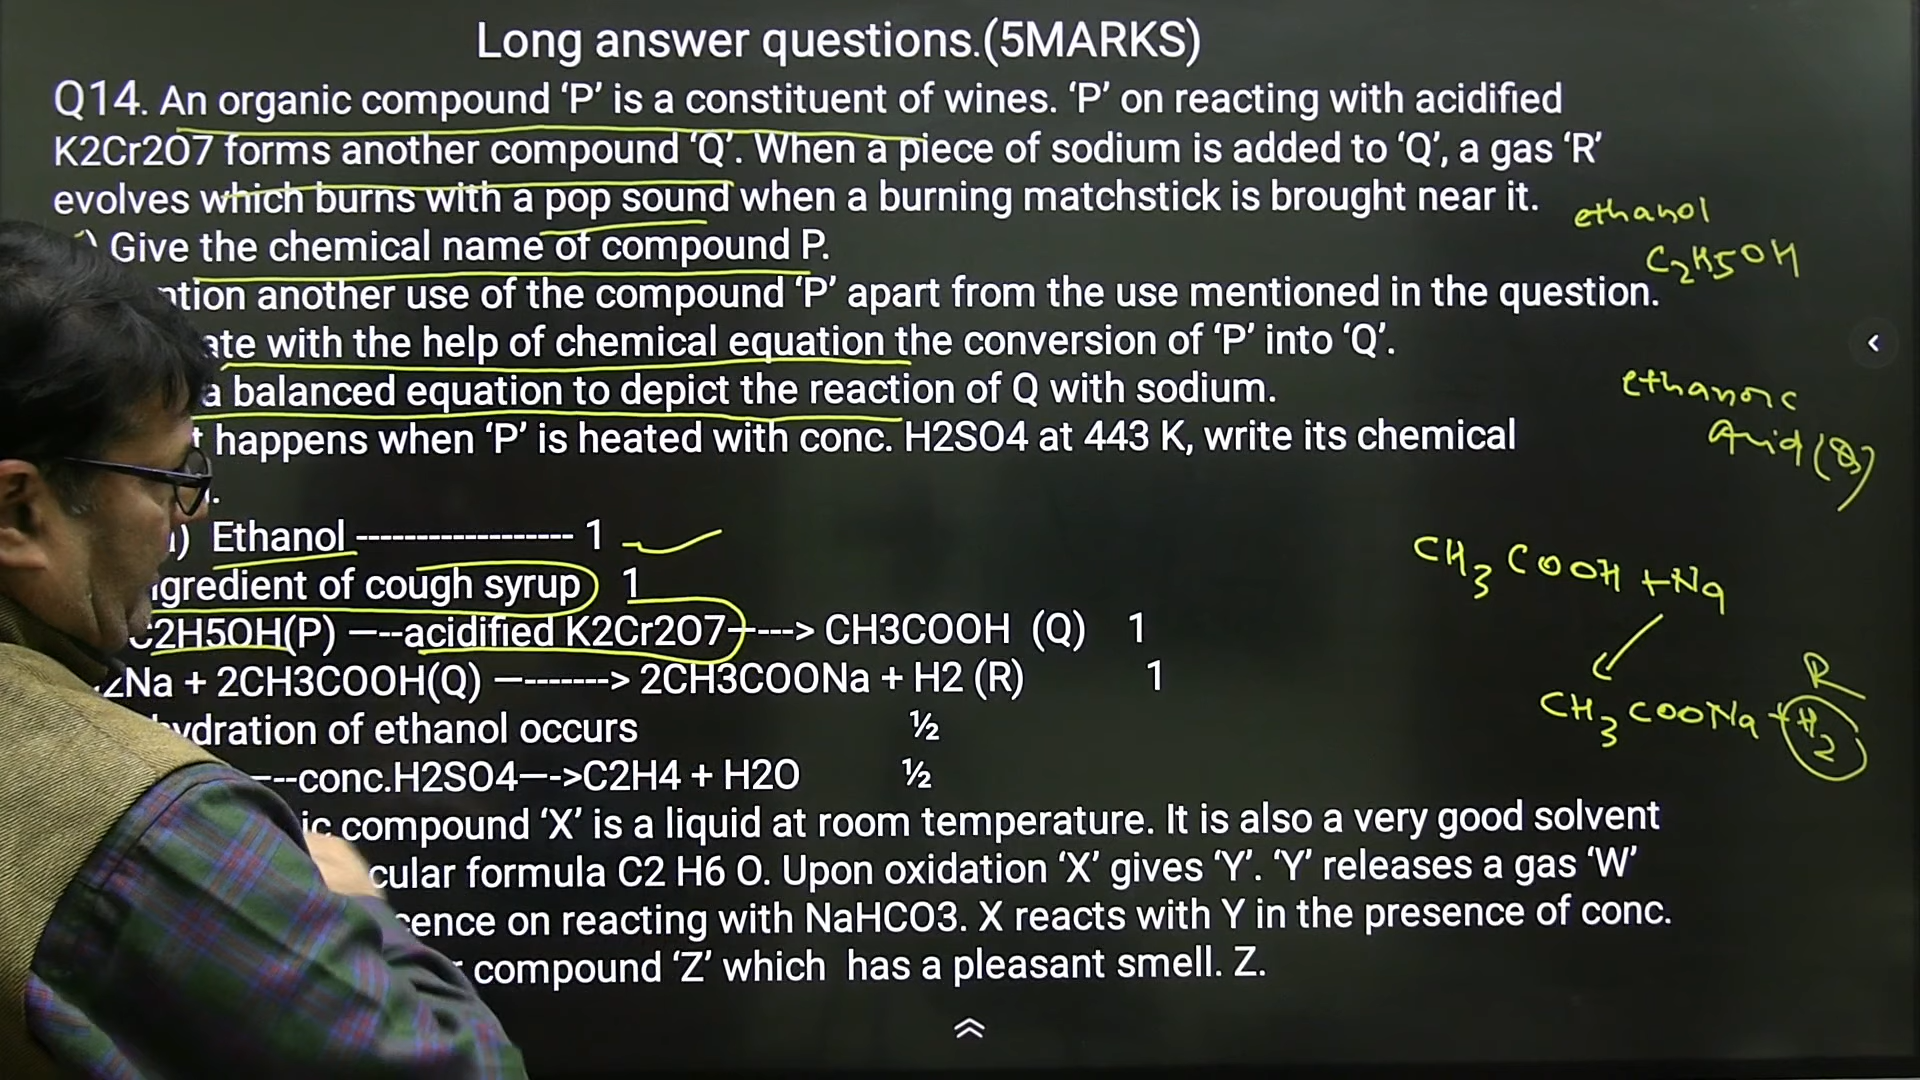 Long answer questions.(5MARKS)
Q14. An organic compound ‘P’ is a constituent of wines. ‘P’ on reacting with acidified
K2Cr2O7 forms another compound ‘Q’. When a piece of sodium is added to ‘Q’, a gas ‘R’
evolves which burns with a pop sound when a burning matchstick is brought near it.
) Give the chemical name of compound P.
ntion another use of the compound ‘P’ apart from the use mentioned in the question.
ate with the help of chemical equation the conversion of ‘P’ into ‘Q’.
a balanced equation to depict the reaction of Q with sodium.
t happens when ‘P’ is heated with conc. H2SO4 at 443 K, write its chemical
.
) Ethanol ------------------ 1
ngredient of cough syrup 1
C2H5OH(P) —--acidified K2Cr2O7----> CH3COOH (Q) 1
2Na + 2CH3COOH(Q) —-------> 2CH3COONa + H2 (R) 1
ydration of ethanol occurs ½
—--conc.H2SO4—->C2H4 + H2O ½
ic compound ‘X’ is a liquid at room temperature. It is also a very good solvent
cular formula C2 H6 O. Upon oxidation ‘X’ gives ‘Y’. ‘Y’ releases a gas ‘W’
cence on reacting with NaHCO3. X reacts with Y in the presence of conc.
compound ‘Z’ which has a pleasant smell. Z.
ethanol
C2H5OH
ethanoic
Acid (Q)
CH3COOH + Na
R
CH3COONa + H2